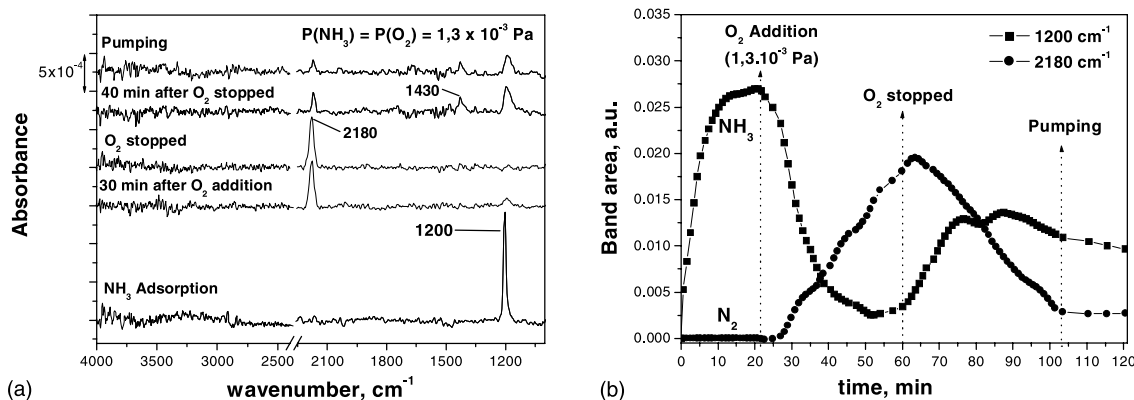 P(NH₃) = P(O₂) = 1,3 x 10⁻³ Pa
Pumping
5x10⁻⁴
40 min after O₂ stopped
1430
2180
O₂ stopped
30 min after O₂ addition
1200
NH₃ Adsorption
Absorbance
4000 3500 3000 2500 2100 1800 1500 1200
wavenumber, cm⁻¹
(a)
0.035
0.030
0.025
0.020
0.015
0.010
0.005
0.000
Band area, a.u.
O₂ Addition
(1,3.10⁻³ Pa)
1200 cm⁻¹
2180 cm⁻¹
O₂ stopped
Pumping
NH₃
N₂
0 10 20 30 40 50 60 70 80 90 100 110 120
time, min
(b)